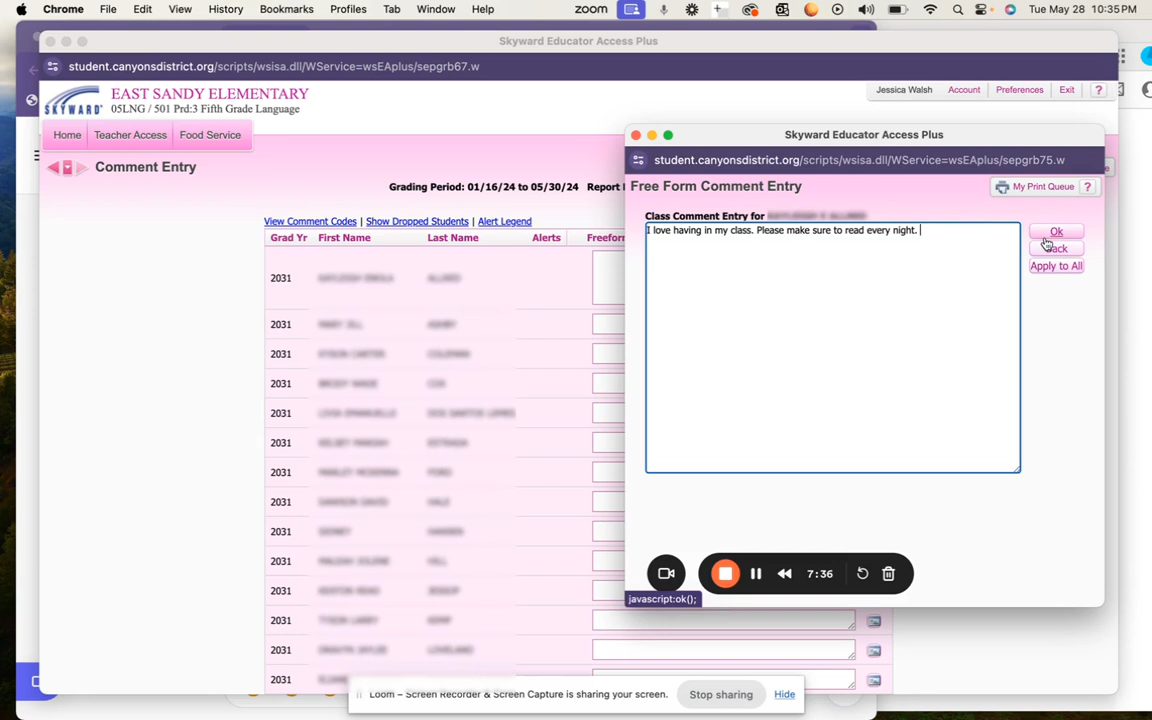 Chrome File Edit View History Bookmarks Profiles Tab Window Help zoom Tue May 28 10:35 PM
Skyward Educator Access Plus
student.canyonsdistrict.org/scripts/wsisa.dll/WService=wsEAplus/sepgrb67.w
SKYWARD
EAST SANDY ELEMENTARY
05LNG / 501 Prd:3 Fifth Grade Language
Jessica Walsh Account Preferences Exit ?
Home Teacher Access Food Service
Comment Entry
Grading Period: 01/16/24 to 05/30/24 Report
View Comment Codes | Show Dropped Students | Alert Legend
Grad Yr First Name Last Name Alerts Freefor
2031
2031
2031
2031
2031
2031
2031
2031
2031
2031
2031
2031
2031
2031
Skyward Educator Access Plus
student.canyonsdistrict.org/scripts/wsisa.dll/WService=wsEAplus/sepgrb75.w
Free Form Comment Entry
My Print Queue ?
Class Comment Entry for
I love having in my class. Please make sure to read every night.
Ok
Back
Apply to All
7:36
javascript:ok();
Loom – Screen Recorder & Screen Capture is sharing your screen. Stop sharing Hide